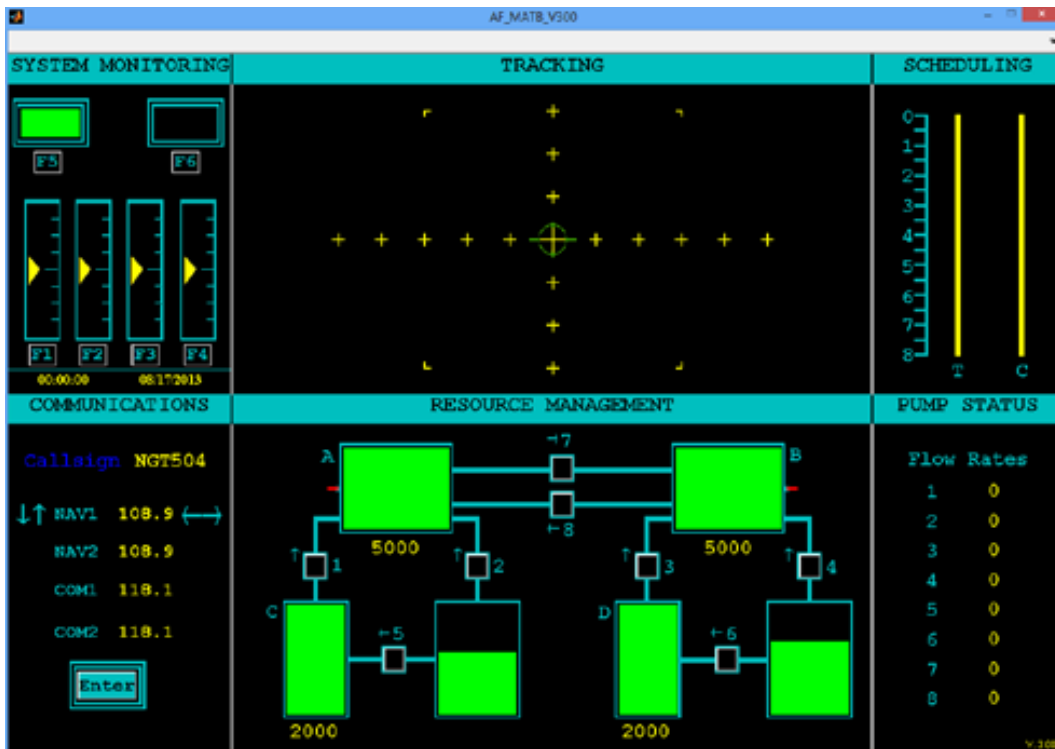 AF_MATB_V300
SYSTEM MONITORING
F5 F6
F1 F2 F3 F4
00:00:00 08/17/2013
TRACKING
SCHEDULING
0
1
2
3
4
5
6
7
8
T C
COMMUNICATIONS
Callsign NGT504
↓↑ NAV1 108.9
NAV2 108.9
COM1 118.1
COM2 118.1
Enter
RESOURCE MANAGEMENT
7
A B
8
5000 5000
1 2 3 4
C D
5 6
2000 2000
PUMP STATUS
Flow Rates
1 0
2 0
3 0
4 0
5 0
6 0
7 0
8 0